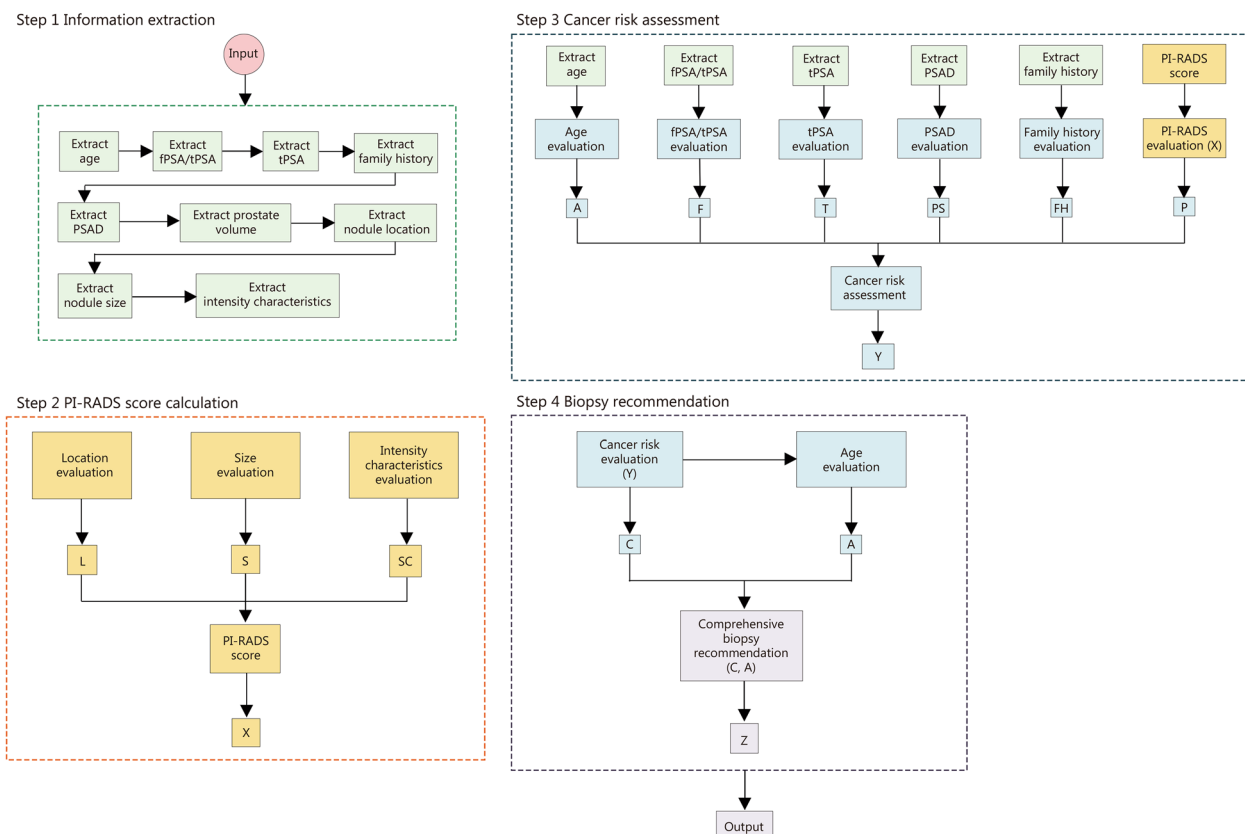 Step 1 Information extraction
Input
Extract
age
Extract
fPSA/tPSA
Extract
tPSA
Extract
family history
Extract
PSAD
Extract prostate
volume
Extract
nodule location
Extract
nodule size
Extract
intensity characteristics
Step 2 PI-RADS score calculation
Location
evaluation
Size
evaluation
Intensity
characteristics
evaluation
L
S
SC
PI-RADS
score
X
Step 3 Cancer risk assessment
Extract
age
Extract
fPSA/tPSA
Extract
tPSA
Extract
PSAD
Extract
family history
PI-RADS
score
Age
evaluation
fPSA/tPSA
evaluation
tPSA
evaluation
PSAD
evaluation
Family history
evaluation
PI-RADS
evaluation (X)
A
F
T
PS
FH
P
Cancer risk
assessment
Y
Step 4 Biopsy recommendation
Cancer risk
evaluation
(Y)
Age
evaluation
C
A
Comprehensive
biopsy
recommendation
(C, A)
Z
Output